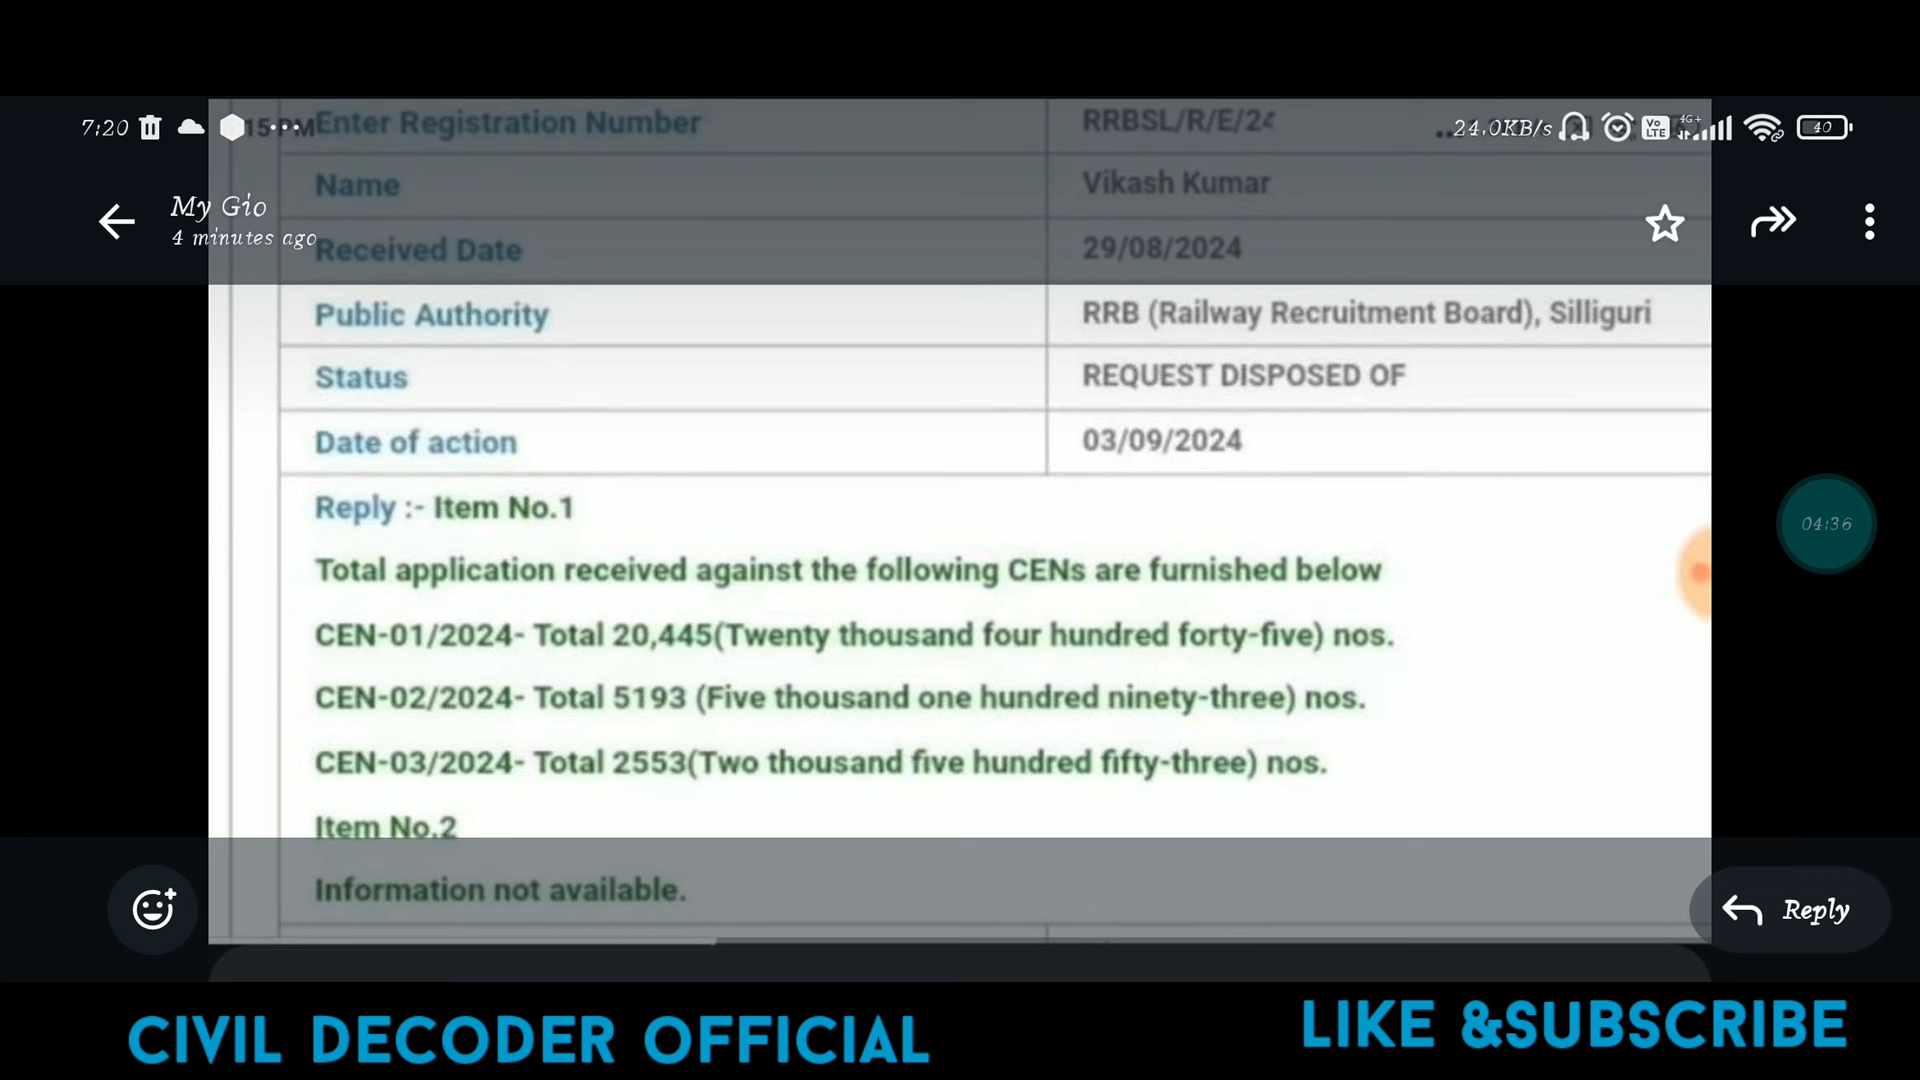 7:20
24.0KB/s
Vo LTE
4G+
40
My Gio
4 minutes ago
Enter Registration Number RRBSL/R/E/24
Name Vikash Kumar
Received Date 29/08/2024
Public Authority RRB (Railway Recruitment Board), Silliguri
Status REQUEST DISPOSED OF
Date of action 03/09/2024
Reply :- Item No.1
Total application received against the following CENs are furnished below
CEN-01/2024- Total 20,445(Twenty thousand four hundred forty-five) nos.
CEN-02/2024- Total 5193 (Five thousand one hundred ninety-three) nos.
CEN-03/2024- Total 2553(Two thousand five hundred fifty-three) nos.
Item No.2
Information not available.
04:36
Reply
CIVIL DECODER OFFICIAL
LIKE &SUBSCRIBE